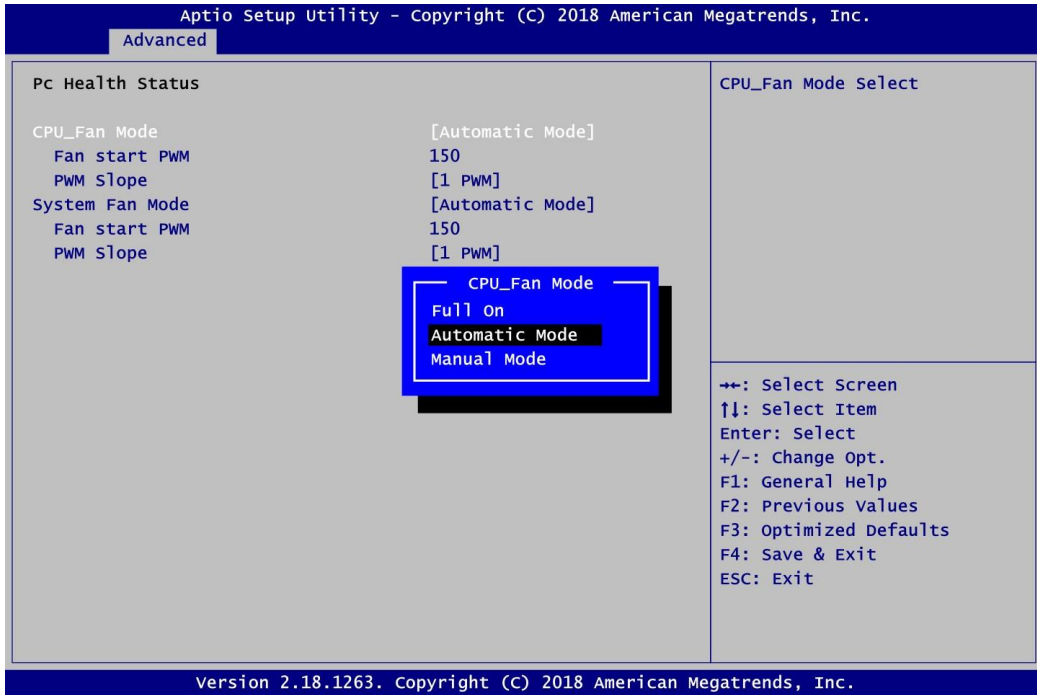 Aptio Setup Utility - Copyright (C) 2018 American Megatrends, Inc.
Advanced
Pc Health Status
CPU_Fan Mode [Automatic Mode]
Fan start PWM 150
PWM Slope [1 PWM]
System Fan Mode [Automatic Mode]
Fan start PWM 150
PWM Slope [1 PWM]
CPU_Fan Mode
Full On
Automatic Mode
Manual Mode
CPU_Fan Mode Select
→←: Select Screen
↑↓: Select Item
Enter: Select
+/-: Change Opt.
F1: General Help
F2: Previous Values
F3: Optimized Defaults
F4: Save & Exit
ESC: Exit
Version 2.18.1263. Copyright (C) 2018 American Megatrends, Inc.